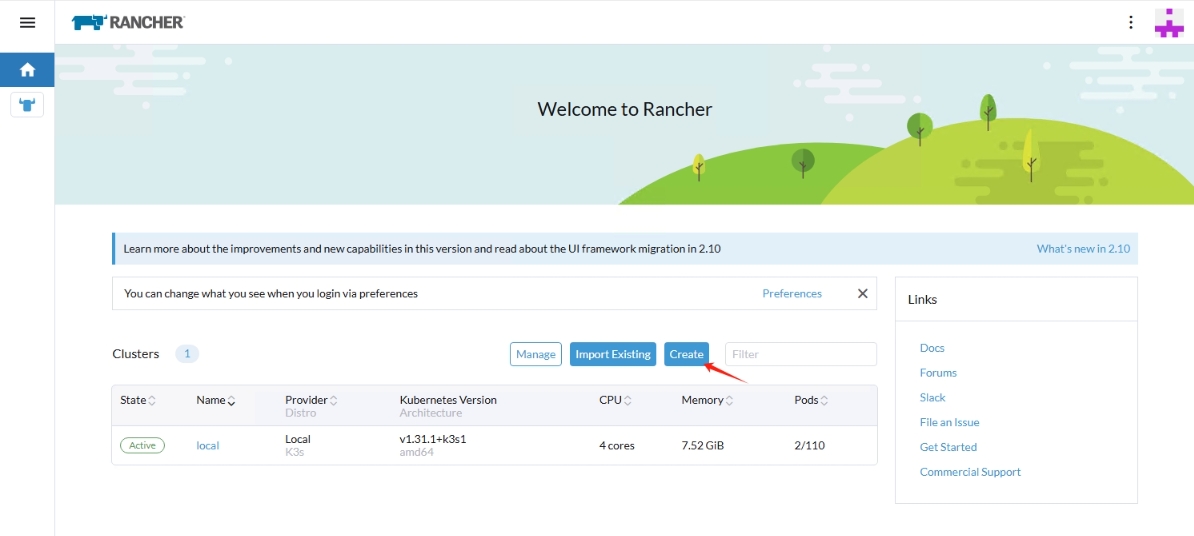 RANCHER
Welcome to Rancher
Learn more about the improvements and new capabilities in this version and read about the UI framework migration in 2.10
What's new in 2.10
You can change what you see when you login via preferences
Preferences
Links
Clusters 1 Manage Import Existing Create Filter
State Name Provider Kubernetes Version CPU Memory Pods
Distro Architecture
Active local Local v1.31.1+k3s1 4 cores 7.52 GiB 2/110
K3s amd64
Docs
Forums
Slack
File an Issue
Get Started
Commercial Support